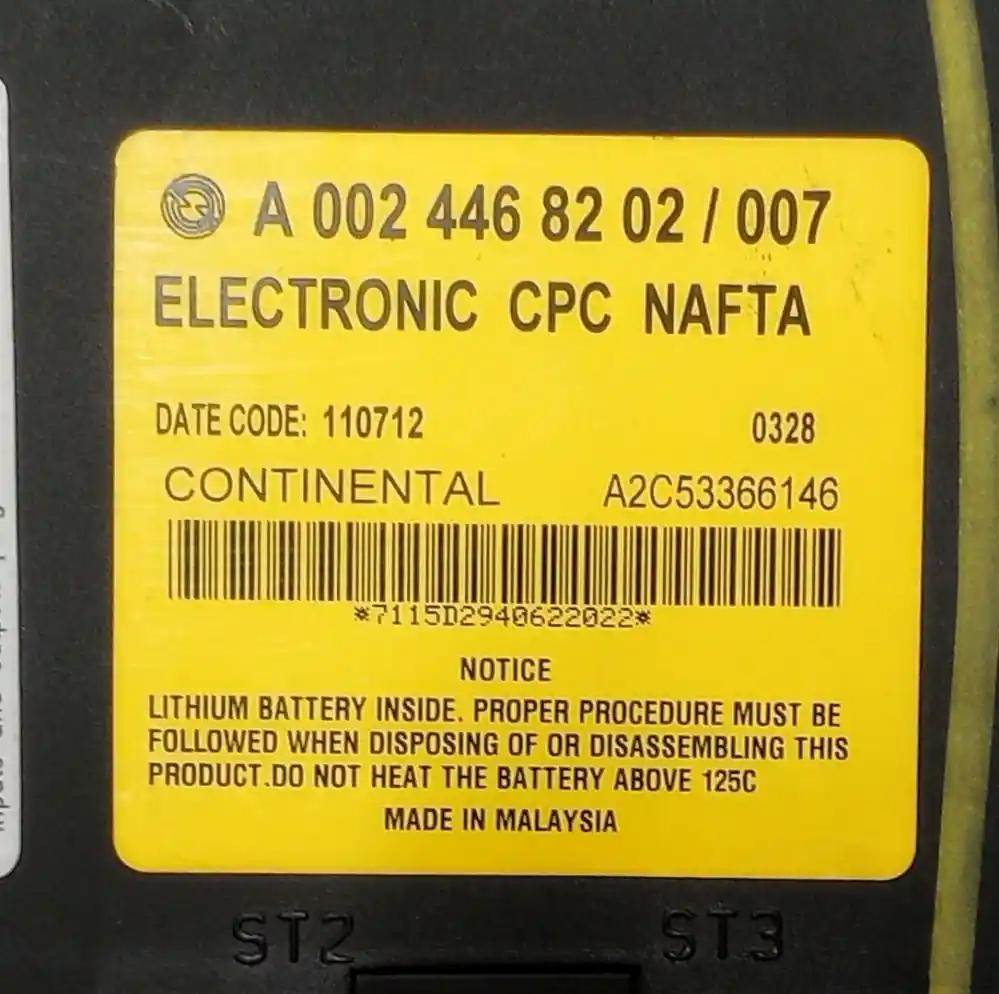 A 002 446 82 02 / 007
ELECTRONIC CPC NAFTA
DATE CODE: 110712 0328
CONTINENTAL A2C53366146
*7115D2940622022*
NOTICE
LITHIUM BATTERY INSIDE. PROPER PROCEDURE MUST BE
FOLLOWED WHEN DISPOSING OF OR DISASSEMBLING THIS
PRODUCT.DO NOT HEAT THE BATTERY ABOVE 125C
MADE IN MALAYSIA
ST2 ST3